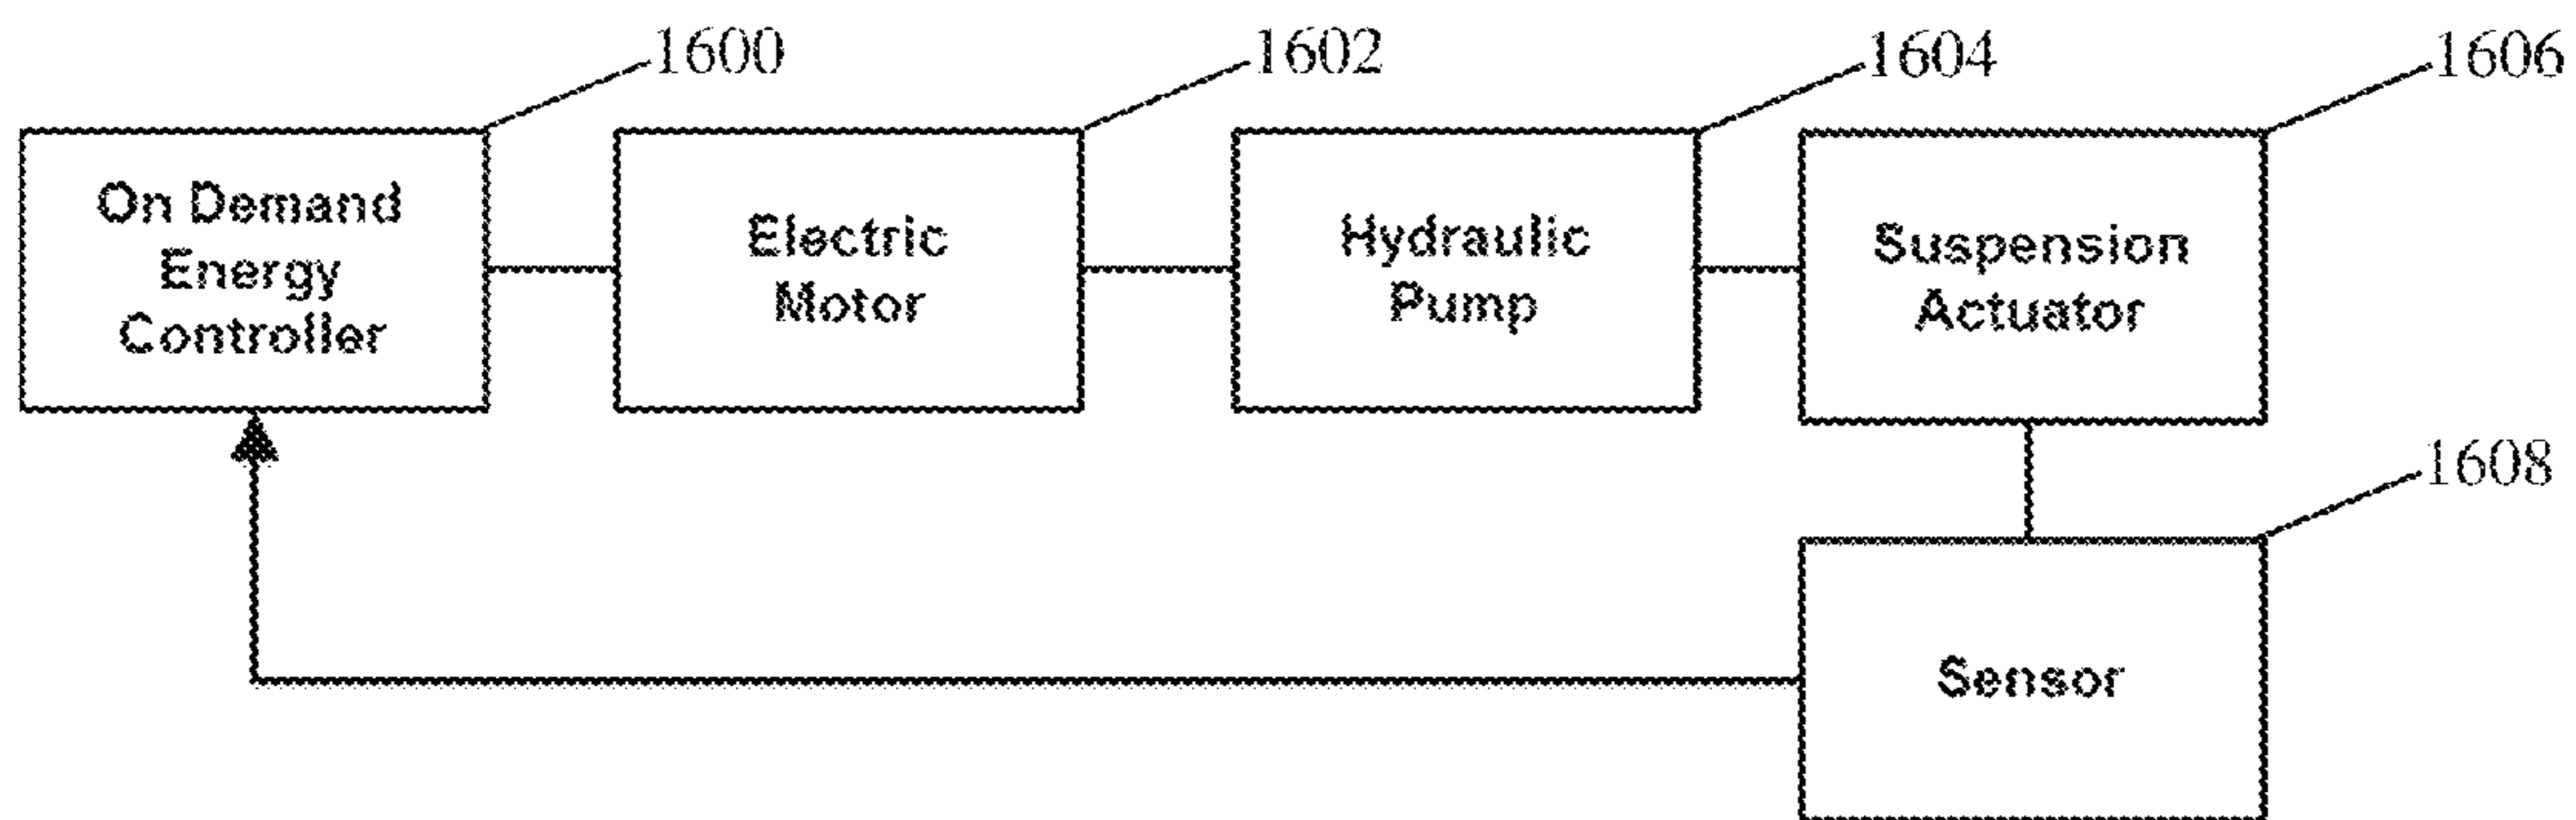 1600
1602
1604
1606
On Demand
Energy
Controller
Electric
Motor
Hydraulic
Pump
Suspension
Actuator
1608
Sensor